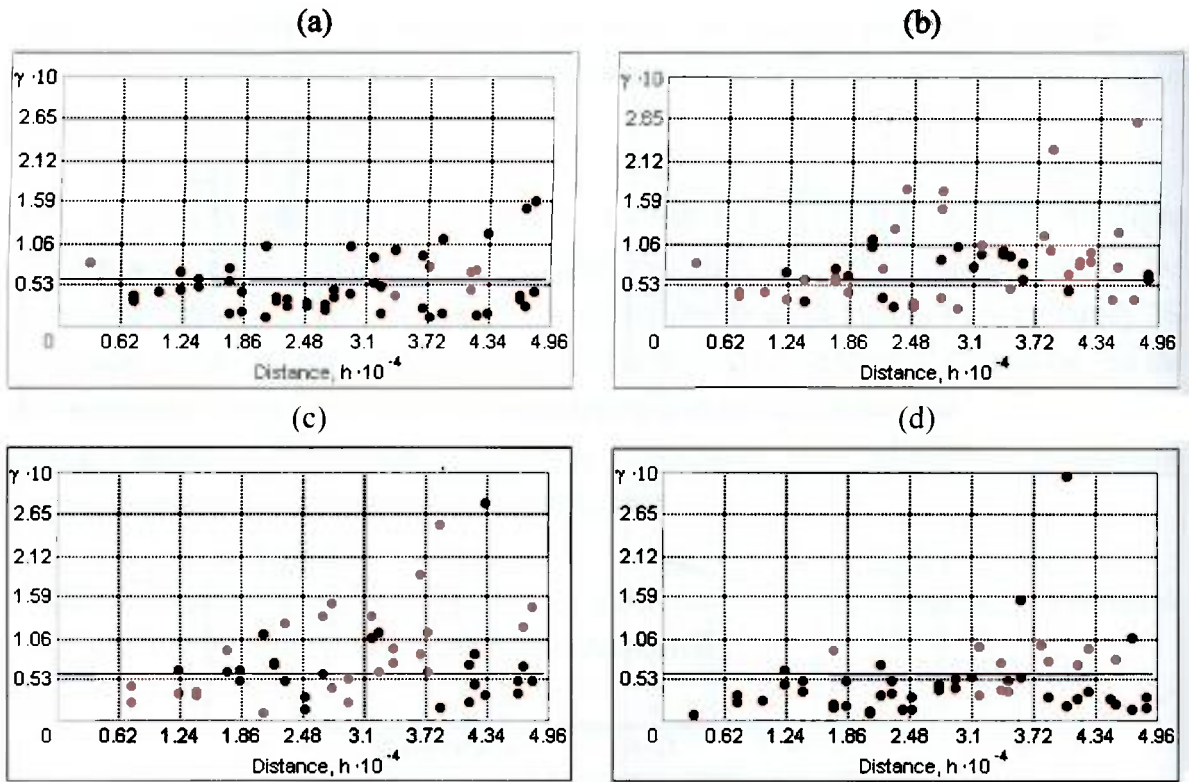 (a)
γ · 10
2.65
2.12
1.59
1.06
0.53
0
0.62 1.24 1.86 2.48 3.1 3.72 4.34 4.96
Distance, h · 10⁻⁴
(b)
γ · 10
2.65
2.12
1.59
1.06
0.53
0 0.62 1.24 1.86 2.48 3.1 3.72 4.34 4.96
Distance, h · 10⁻⁴
(c)
γ · 10
2.65
2.12
1.59
1.06
0.53
0 0.62 1.24 1.86 2.48 3.1 3.72 4.34 4.96
Distance, h · 10⁻⁴
(d)
γ · 10
2.65
2.12
1.59
1.06
0.53
0 0.62 1.24 1.86 2.48 3.1 3.72 4.34 4.96
Distance, h · 10⁻⁴